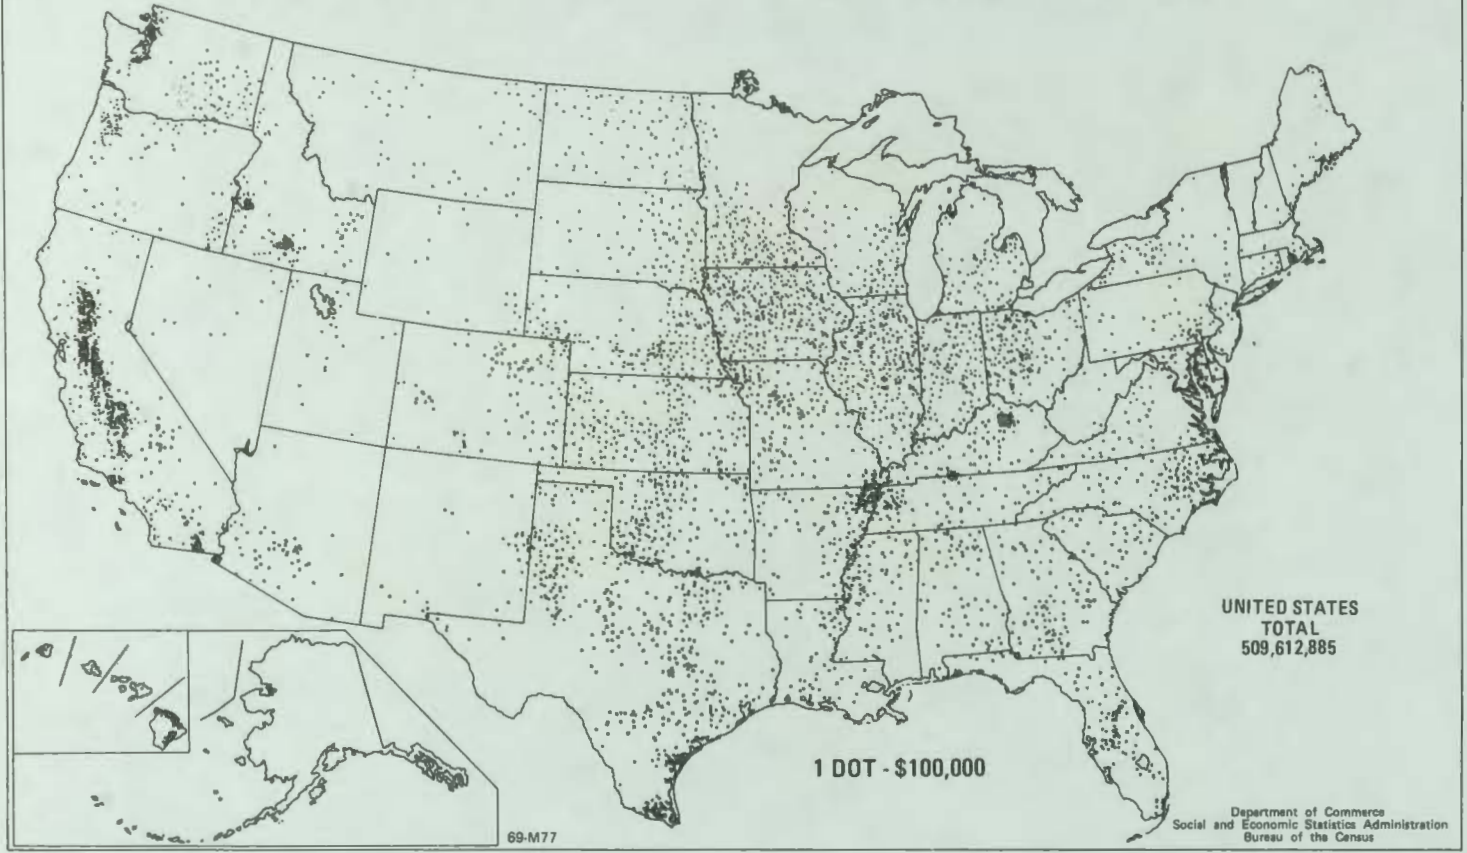 UNITED STATES
TOTAL
509,612,885
1 DOT - $100,000
69-M77
Department of Commerce
Social and Economic Statistics Administration
Bureau of the Census